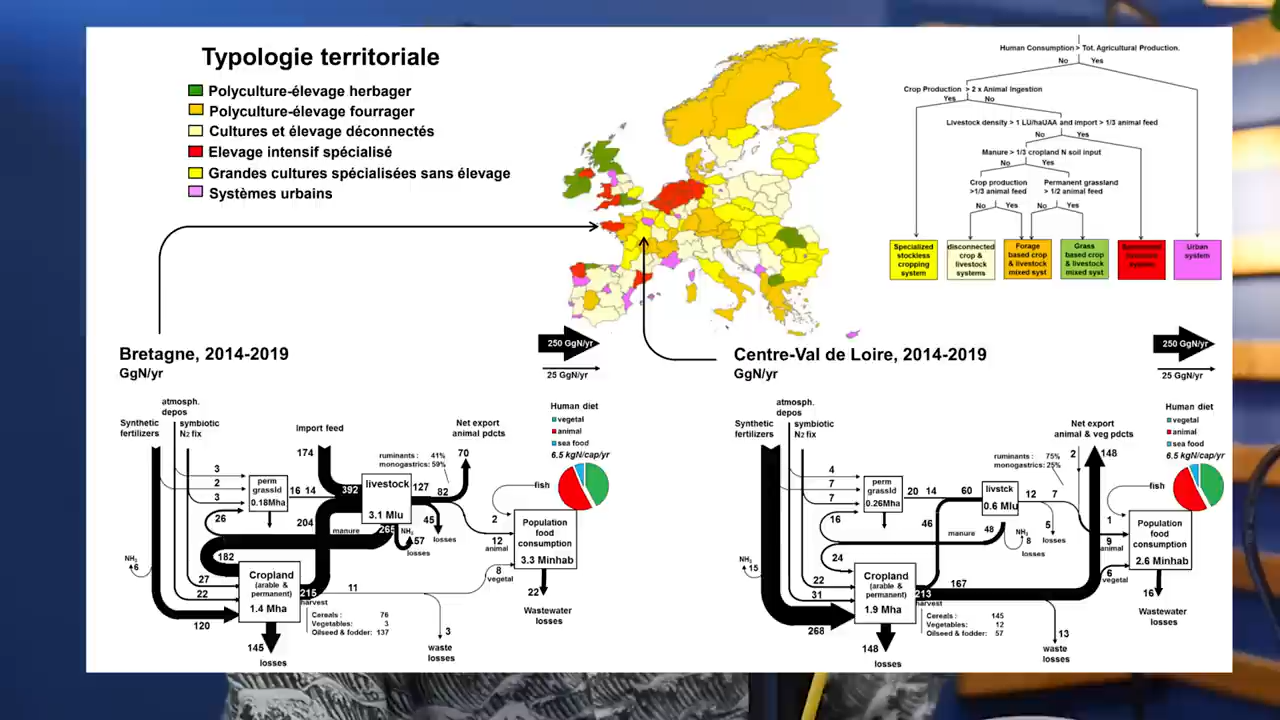 Typologie territoriale
Polyculture-élevage herbager
Polyculture-élevage fourrager
Cultures et élevage déconnectés
Elevage intensif spécialisé
Grandes cultures spécialisées sans élevage
Systèmes urbains
Human Consumption > Tot. Agricultural Production.
No Yes
Crop Production > 2 x Animal Ingestion
Yes No
Livestock density > 1 LU/haUAA and import > 1/3 animal feed
No Yes
Manure > 1/3 cropland N soil input
No Yes
Crop production
>1/3 animal feed
Permanent grassland
> 1/2 animal feed
No Yes No Yes
Specialized
stockless
cropping
system
disconnected
crop &
livestock
systems
Forage
based crop
& livestock
mixed syst
Grass
based crop
& livestock
mixed syst
Urban
system
Bretagne, 2014-2019
GgN/yr
250 GgN/yr
25 GgN/yr
Synthetic
fertilizers
atmosph.
depos
symbiotic
N2 fix
Import feed
174
Net export
animal pdcts
70
ruminants : 41%
monogastrics: 59%
Human diet
vegetal
animal
sea food
6.5 kgN/cap/yr
3
2
3
perm
grassld
0.18Mha
16 14
392
livestock
3.1 Mlu
127
82
fish
2
26
204
manure
265
NH3
57
losses
45
losses
12
animal
Population
food
consumption
3.3 Minhab
182
NH3
6
27
22
120
Cropland
(arable &
permanent)
1.4 Mha
215
harvest
11
8
vegetal
22
Wastewater
losses
Cereals : 76
Vegetables: 3
Oilseed & fodder: 137
3
waste
losses
145
losses
Centre-Val de Loire, 2014-2019
GgN/yr
250 GgN/yr
25 GgN/yr
Synthetic
fertilizers
atmosph.
depos
symbiotic
N2 fix
Net export
animal & veg pdcts
2
148
ruminants : 75%
monogastrics: 25%
Human diet
vegetal
animal
sea food
6.5 kgN/cap/yr
4
7
7
perm
grassld
0.26Mha
20 14
60
livstck
0.6 Mlu
12
7
fish
1
16
46
manure
48
NH3
8
losses
5
losses
9
animal
Population
food
consumption
2.6 Minhab
24
NH3
15
22
31
268
Cropland
(arable &
permanent)
1.9 Mha
213
harvest
167
6
vegetal
16
Wastewater
losses
Cereals : 145
Vegetables: 12
Oilseed & fodder: 57
13
waste
losses
148
losses